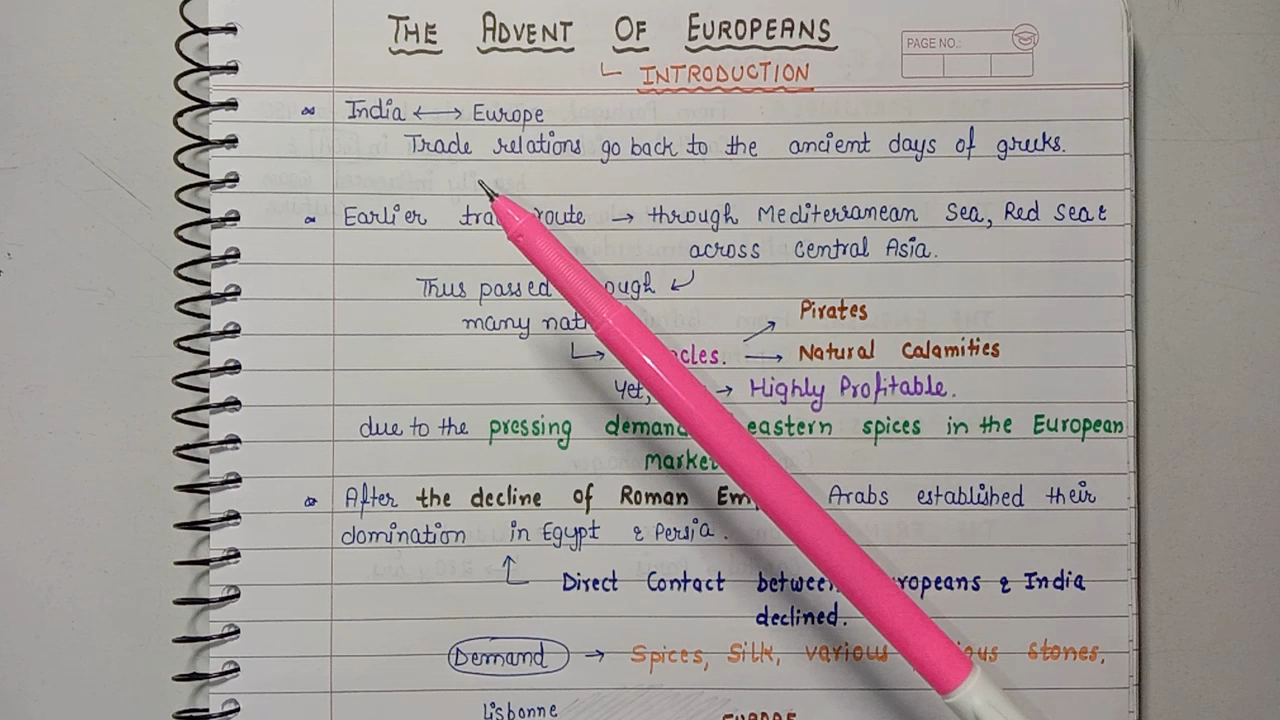 THE ADVENT OF EUROPEANS
PAGE NO.:
INTRODUCTION
India ↔ Europe
Trade relations go back to the ancient days of greeks.
Earlier route → through Mediterranean Sea, Red Sea &
across Central Asia.
Thus passed
many
→ Pirates
→ Natural Calamities
Yet, → Highly Profitable.
due to the pressing demand eastern spices in the European
market
After the decline of Roman Arabs established their
domination in Egypt & Persia.
Direct Contact between Europeans & India
declined.
Demand → Spices, Silk, various stones,
Lisbonne
EUROPE